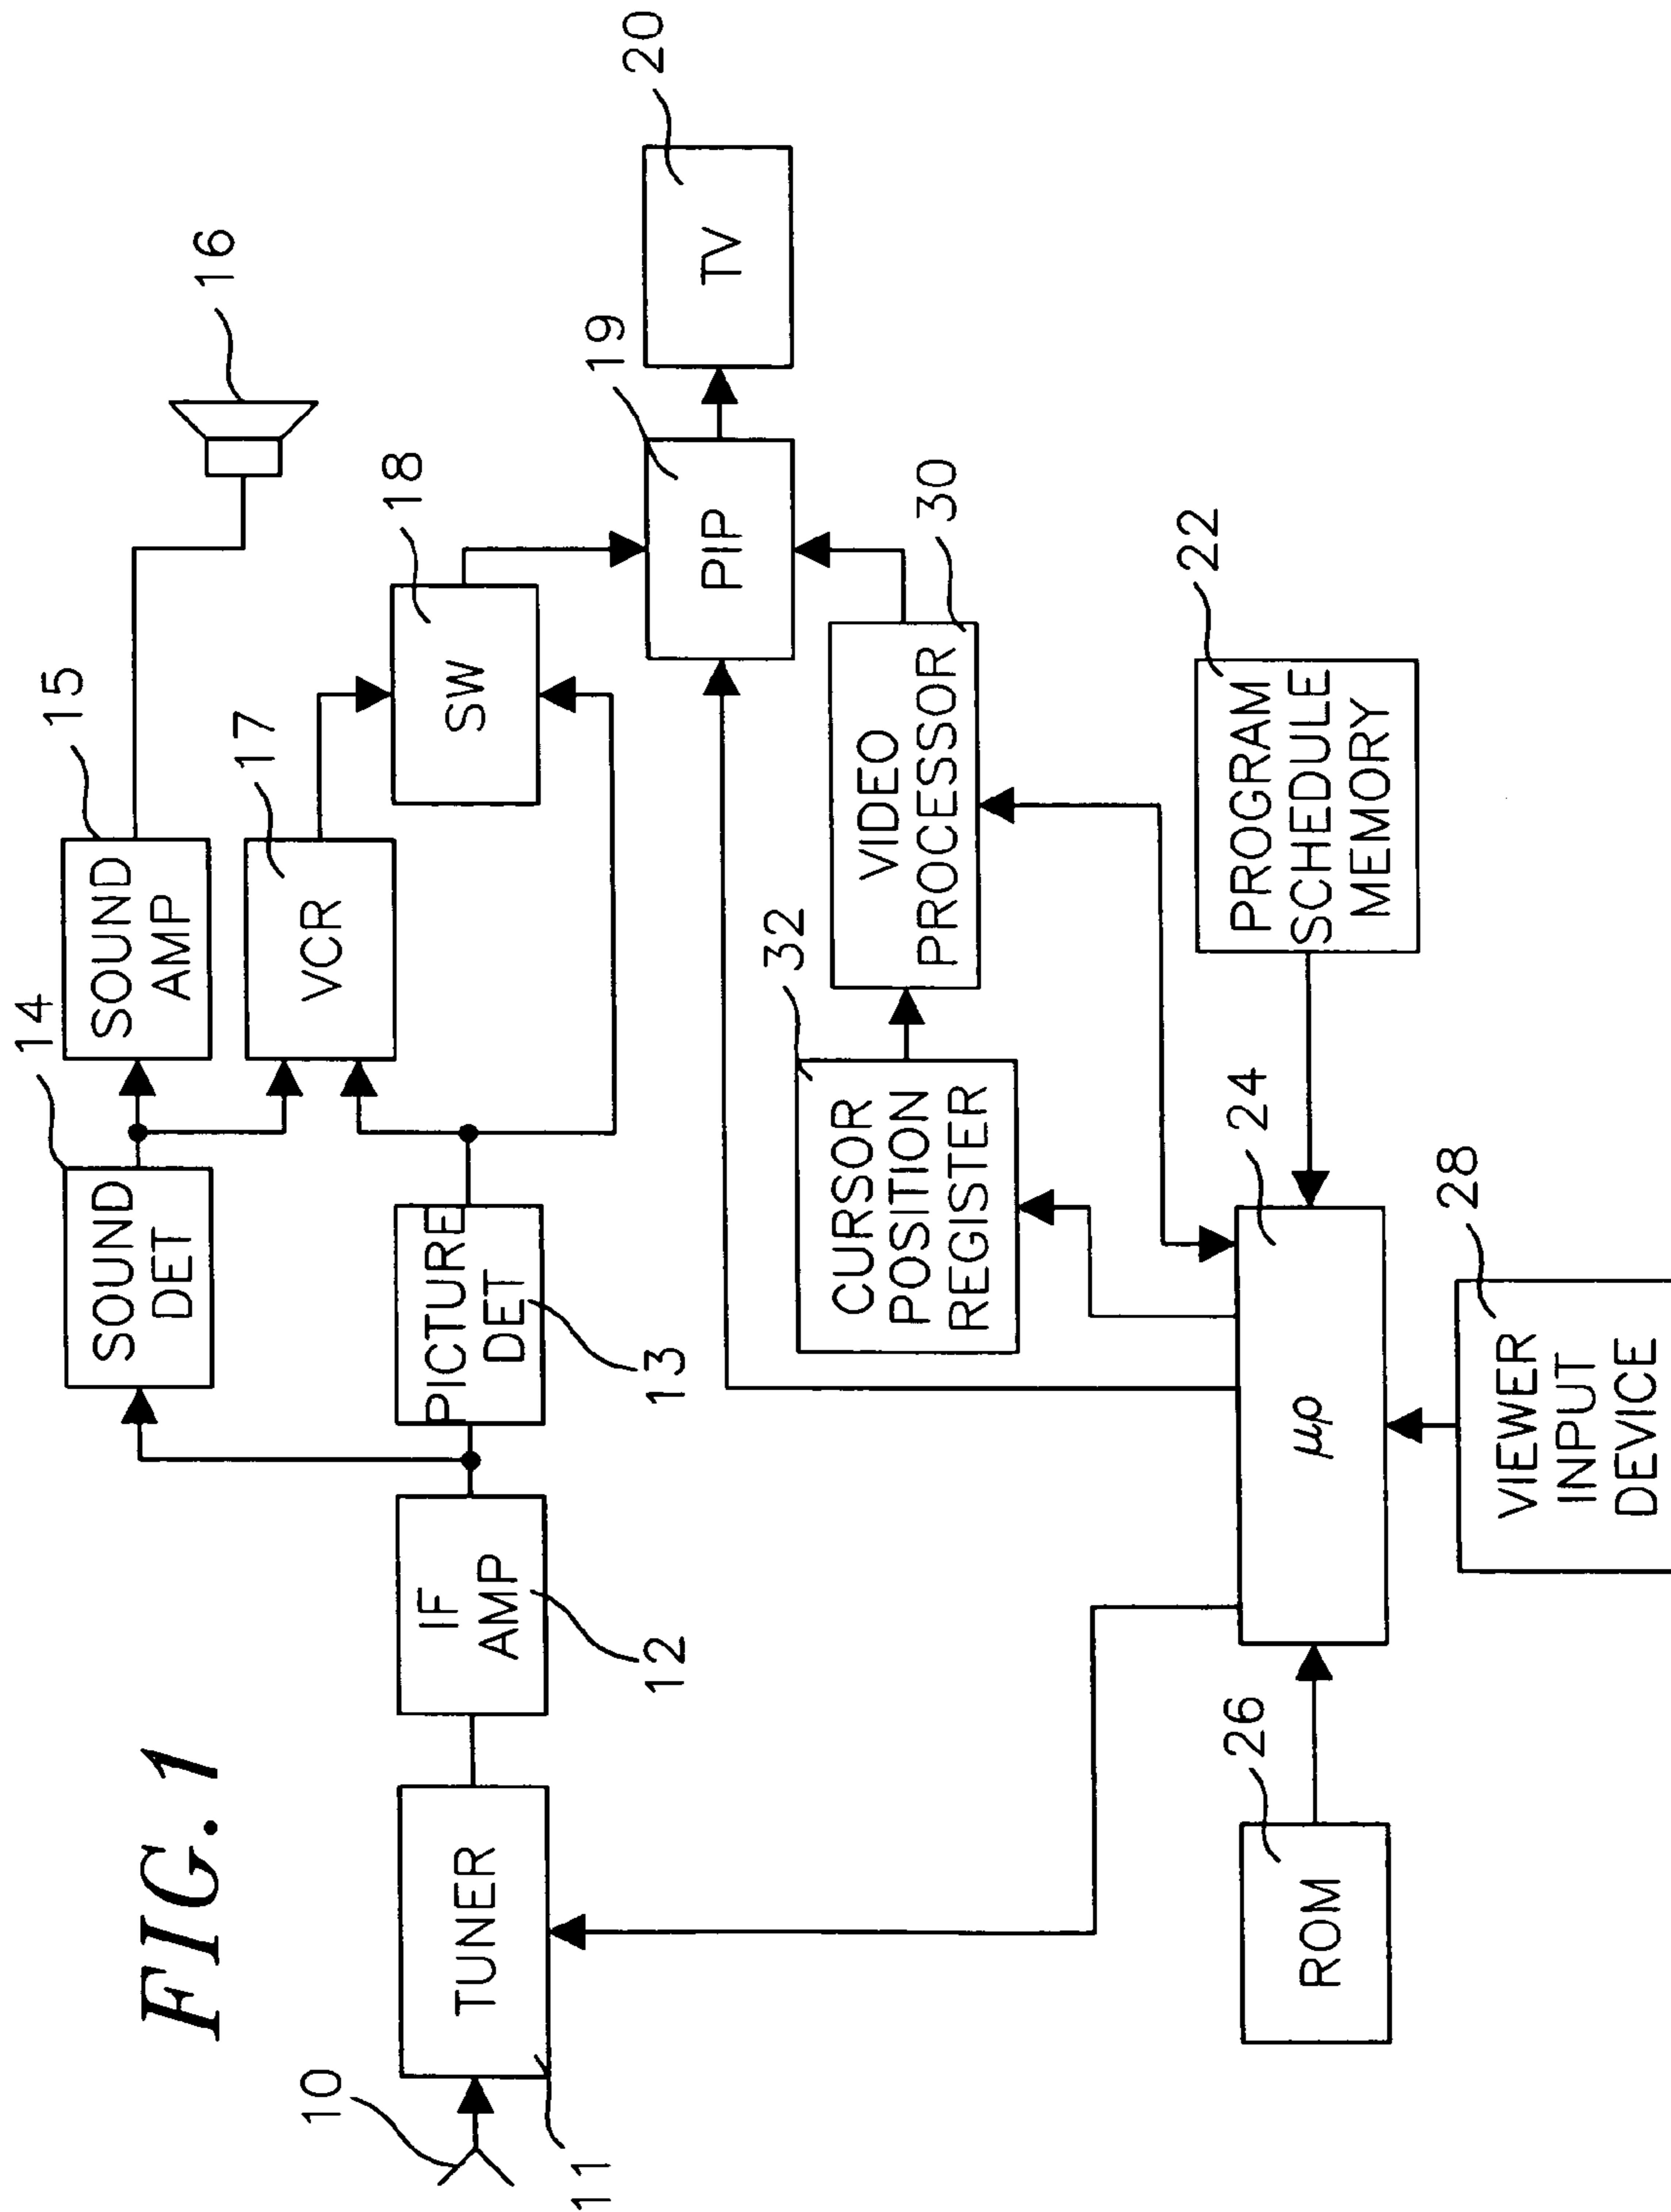 FIG. 1
14
15
16
SOUND
DET
SOUND
AMP
17
VCR
18
SW
10
TUNER
11
IF
AMP
12
PICTURE
DET
13
19
PIP
20
TV
32
CURSOR
POSITION
REGISTER
VIDEO
PROCESSOR
30
26
ROM
24
μp
22
PROGRAM
SCHEDULE
MEMORY
28
VIEWER
INPUT
DEVICE